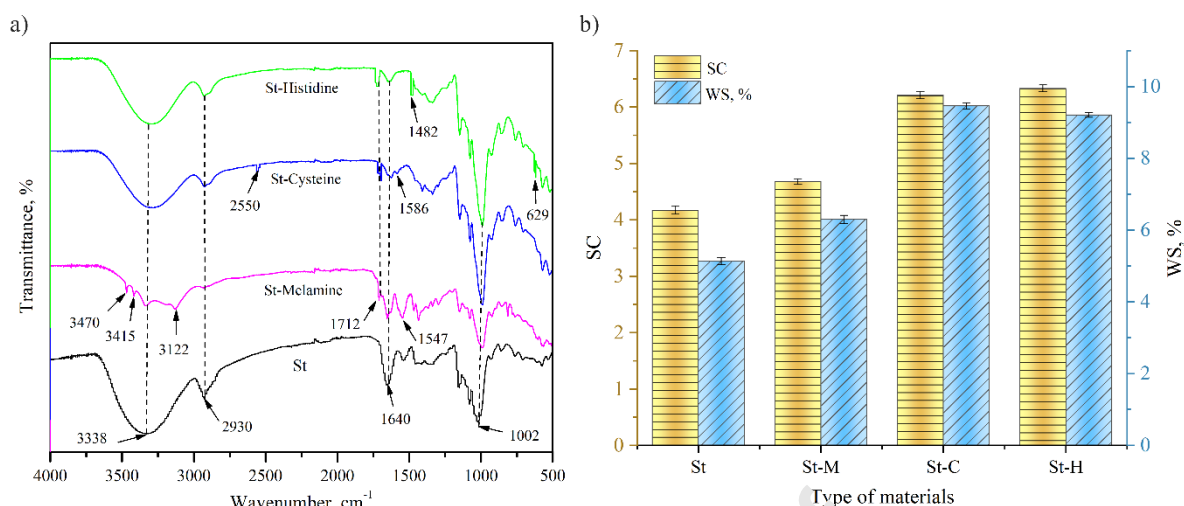 a)
St-Histidine
1482
St-Cysteine
2550
1586
629
St-Melamine
3470
3415
3122
1712
1547
St
3338
2930
1640
1002
Transmittance, %
4000 3500 3000 2500 2000 1500 1000 500
Wavenumber, cm⁻¹
b)
SC
WS, %
7
6
5
4
3
2
1
0
SC
10
8
6
4
2
0
WS, %
St St-M St-C St-H
Type of materials